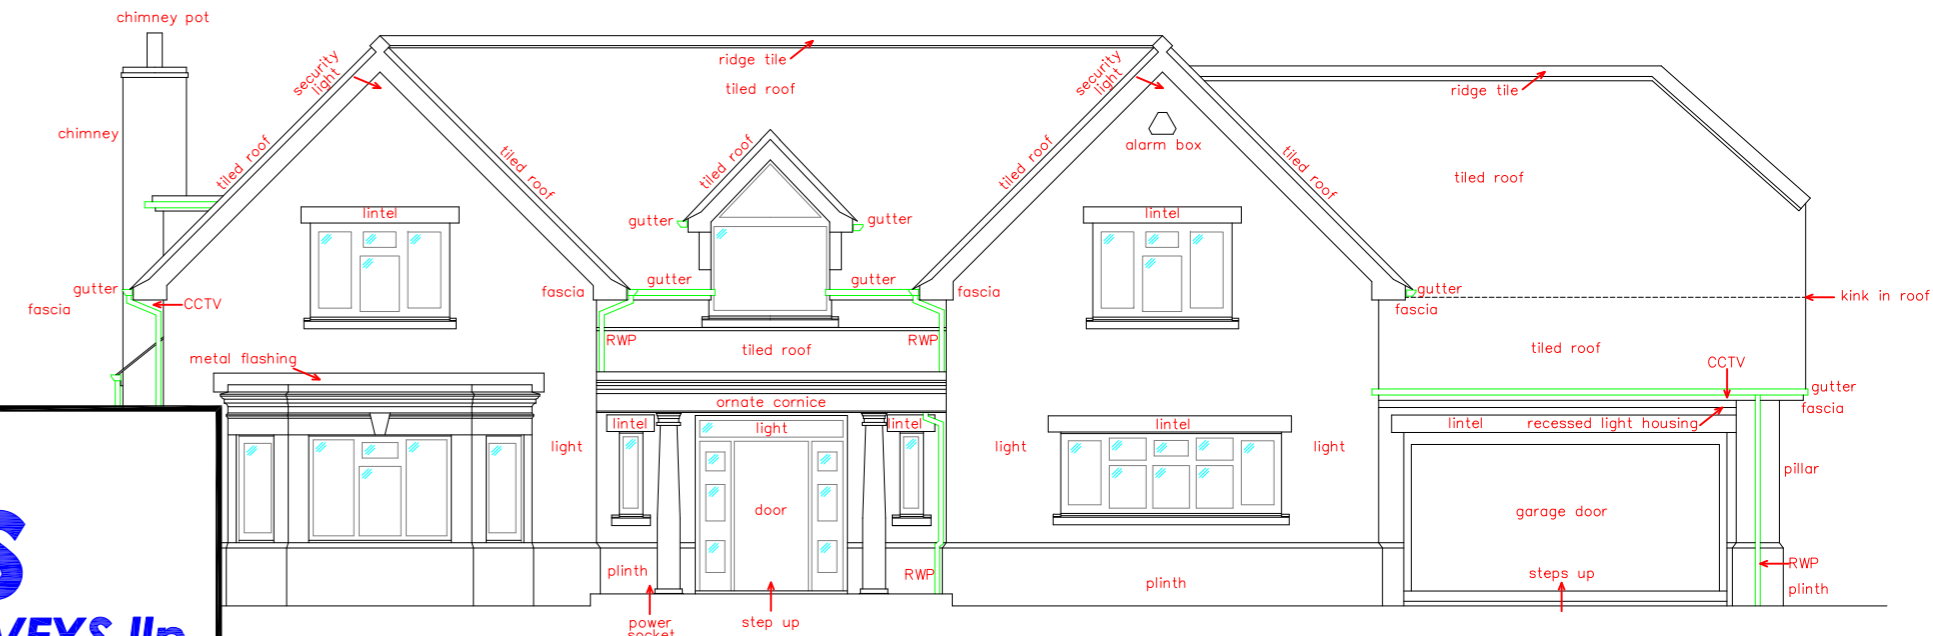 chimney pot
ridge tile
security
light
tiled roof
security
light
ridge tile
chimney
alarm box
tiled roof
tiled roof
tiled roof
tiled roof
tiled roof
tiled roof
lintel
gutter
gutter
lintel
gutter
gutter
gutter
gutter
fascia
CCTV
fascia
fascia
fascia
kink in roof
RWP
RWP
tiled roof
tiled roof
metal flashing
CCTV
gutter
ornate cornice
fascia
lintel
light
lintel
lintel
lintel
recessed light housing
light
light
light
pillar
door
garage door
plinth
RWP
plinth
steps up
RWP
plinth
power
socket
step up
S
VEYS llp